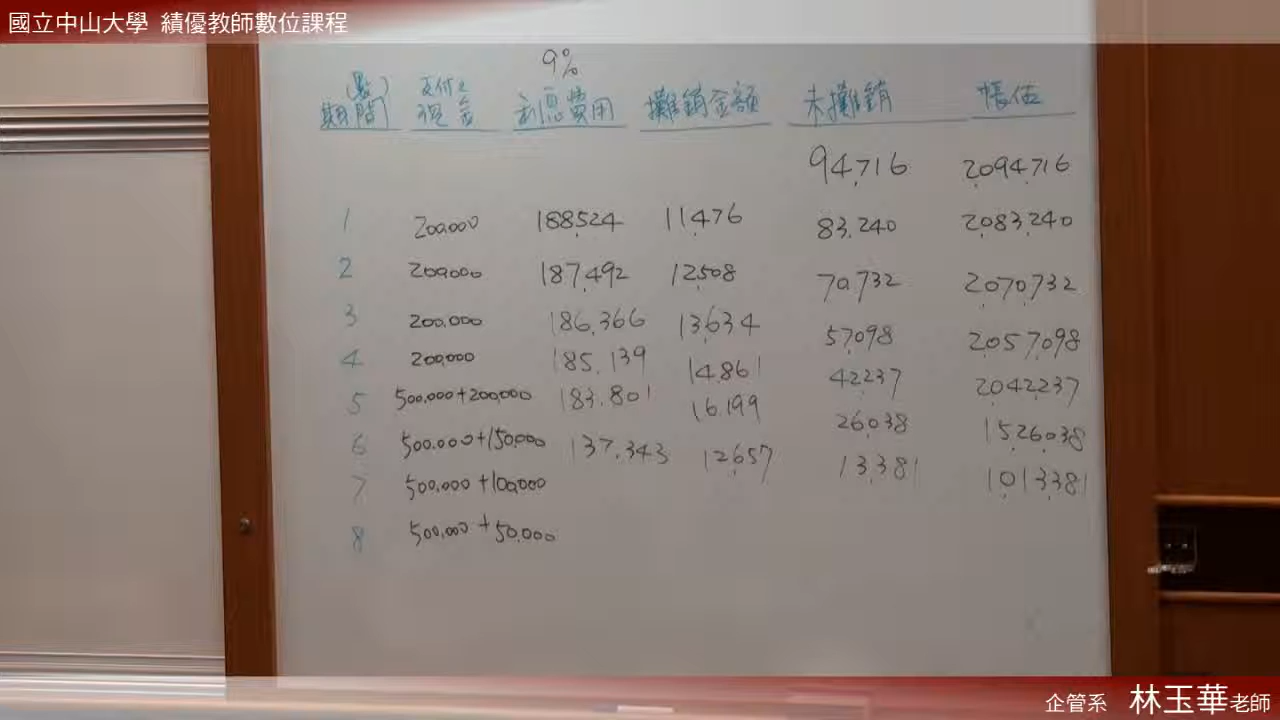 國立中山大學 績優教師數位課程
9%
期間(點) 支付之現金 利息費用 攤銷金額 未攤銷 帳值
94,716 2,094,716
1 200,000 188,524 11,476 83,240 2,083,240
2 200,000 187,492 12,508 70,732 2,070,732
3 200,000 186,366 13,634 57,098 2,057,098
4 200,000 185,139 14,861 42,237 2,042,237
5 500,000+200,000 183,801 16,199 26,038 1,526,038
6 500,000+150,000 137,343 12,657 13,381 1,013,381
7 500,000+100,000
8 500,000+50,000
企管系 林玉華老師